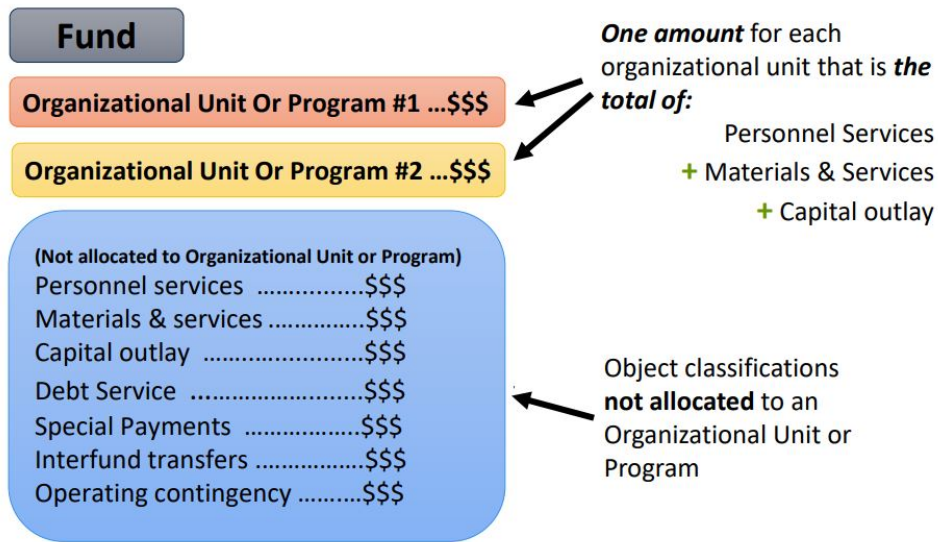 Fund
Organizational Unit Or Program #1 ...$$$
Organizational Unit Or Program #2 ...$$$
(Not allocated to Organizational Unit or Program)
Personnel services ..................$$$
Materials & services ................$$$
Capital outlay ........................$$$
Debt Service ..........................$$$
Special Payments ...................$$$
Interfund transfers ..................$$$
Operating contingency ..........$$$
One amount for each
organizational unit that is the
total of:
Personnel Services
+ Materials & Services
+ Capital outlay
Object classifications
not allocated to an
Organizational Unit or
Program